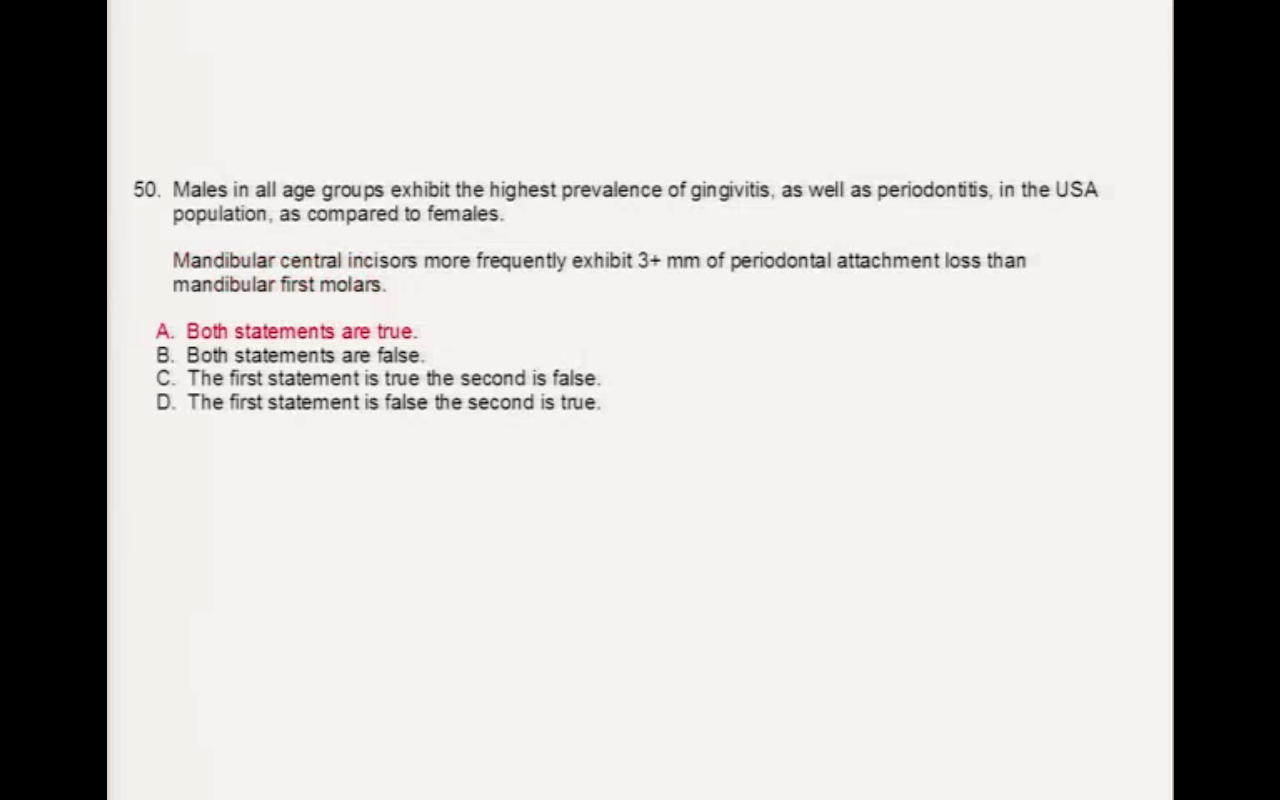 50. Males in all age groups exhibit the highest prevalence of gingivitis, as well as periodontitis, in the USA
population, as compared to females.
Mandibular central incisors more frequently exhibit 3+ mm of periodontal attachment loss than
mandibular first molars.
A. Both statements are true.
B. Both statements are false.
C. The first statement is true the second is false.
D. The first statement is false the second is true.